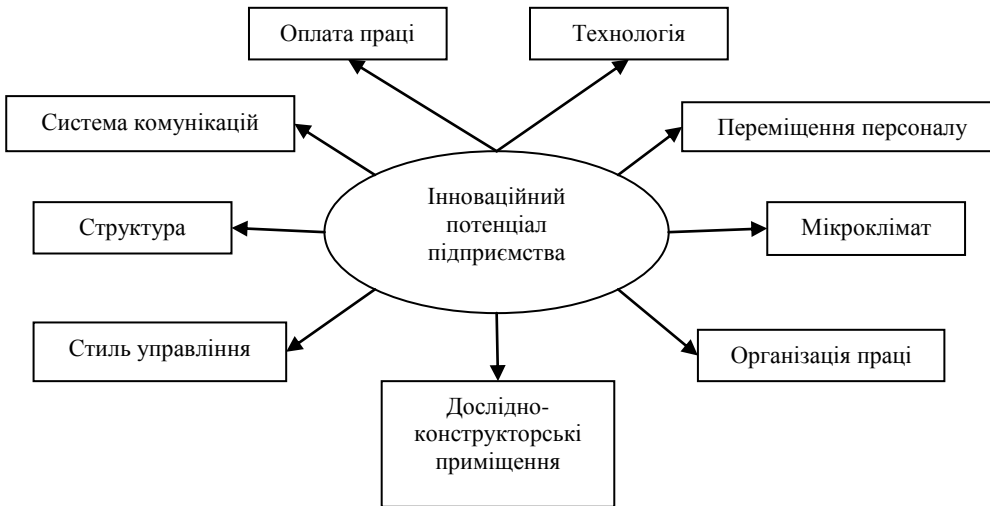 Оплата праці
Технологія
Система комунікацій
Переміщення персоналу
Інноваційний
потенціал
підприємства
Структура
Мікроклімат
Стиль управління
Організація праці
Дослідно-
конструкторські
приміщення